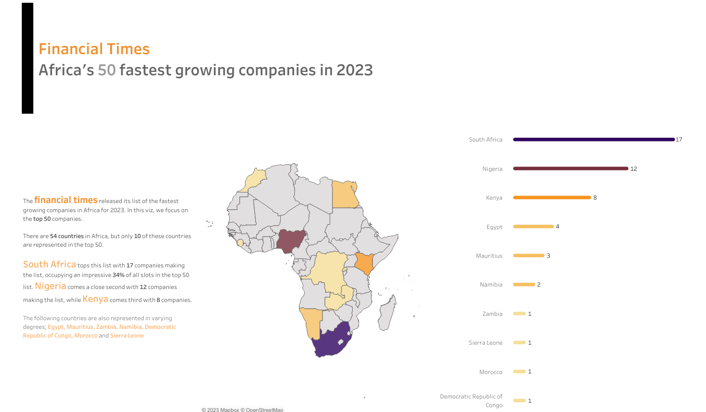 Financial Times
Africa's 50 fastest growing companies in 2023
The financial times released its list of the fastest
growing companies in Africa for 2023. In this viz, we focus on
the top 50 companies.
There are 54 countries in Africa, but only 10 of these countries
are represented in the top 50.
South Africa tops this list with 17 companies making
the list, occupying an impressive 34% of all slots in the top 50
list. Nigeria comes a close second with 12 companies
making the list, while Kenya comes third with 8 companies.
The following countries are also represented in varying
degrees; Egypt, Mauritius, Zambia, Namibia, Democratic
Republic of Congo, Morocco and Sierra Leone
South Africa 17
Nigeria 12
Kenya 8
Egypt 4
Mauritius 3
Namibia 2
Zambia 1
Sierra Leone 1
Morocco 1
Democratic Republic of
Congo 1
© 2023 Mapbox © OpenStreetMap